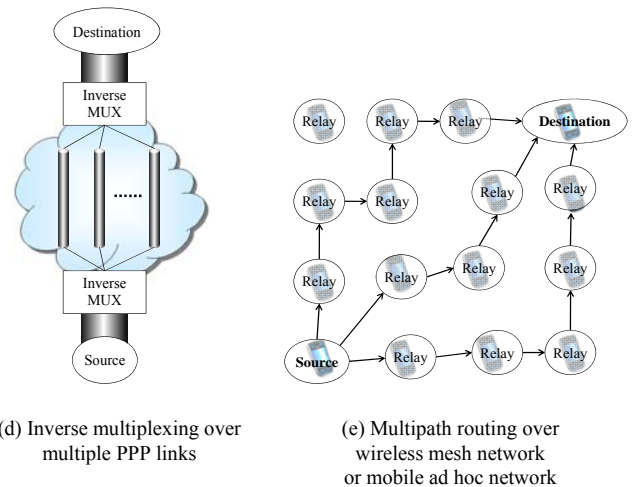 Destination
Inverse
MUX
......
Inverse
MUX
Source
Relay
Relay
Relay
Destination
Relay
Relay
Relay
Relay
Relay
Relay
Relay
Relay
Source
Relay
Relay
Relay
(d) Inverse multiplexing over
multiple PPP links
(e) Multipath routing over
wireless mesh network
or mobile ad hoc network